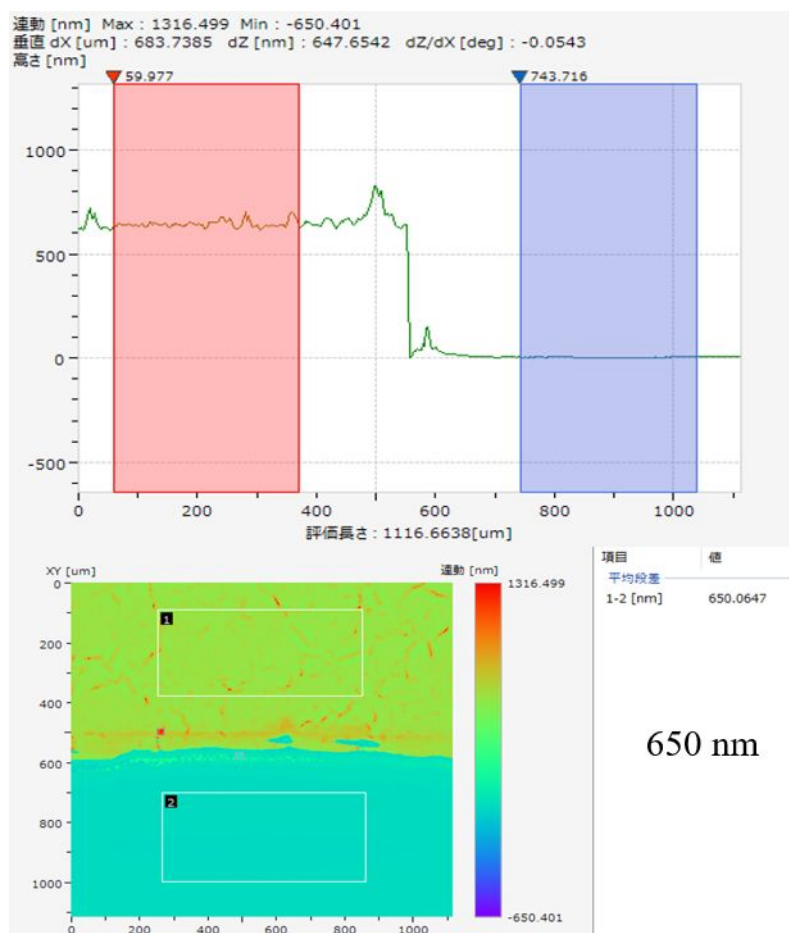 連動 [nm] Max : 1316.499 Min : -650.401
垂直 dX [um] : 683.7385 dZ [nm] : 647.6542 dZ/dX [deg] : -0.0543
高さ [nm]
59.977
743.716
1000
500
0
-500
0 200 400 600 800 1000
評価長さ : 1116.6638[um]
XY [um]
0
200
400
600
800
1000
0 200 400 600 800 1000
1
2
連動 [nm]
1316.499
-650.401
項目 値
平均段差
1-2 [nm] 650.0647
650 nm